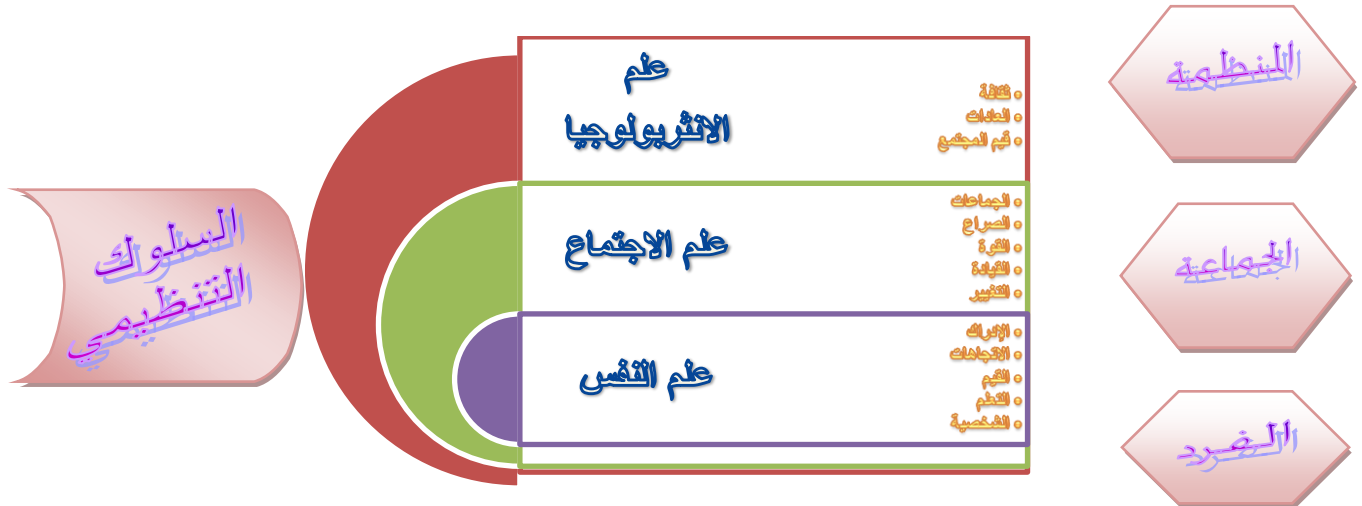 المنظمة
علم
الانثربولوجيا
• ثقافة
• العادات
• قيم المجتمع
الجماعة
علم الاجتماع
• الجماعات
• الصراع
• القوة
• القيادة
• التغيير
الفرد
علم النفس
• الإدراك
• الاتجاهات
• القيم
• التعلم
• الشخصية
السلوك
التنظيمي